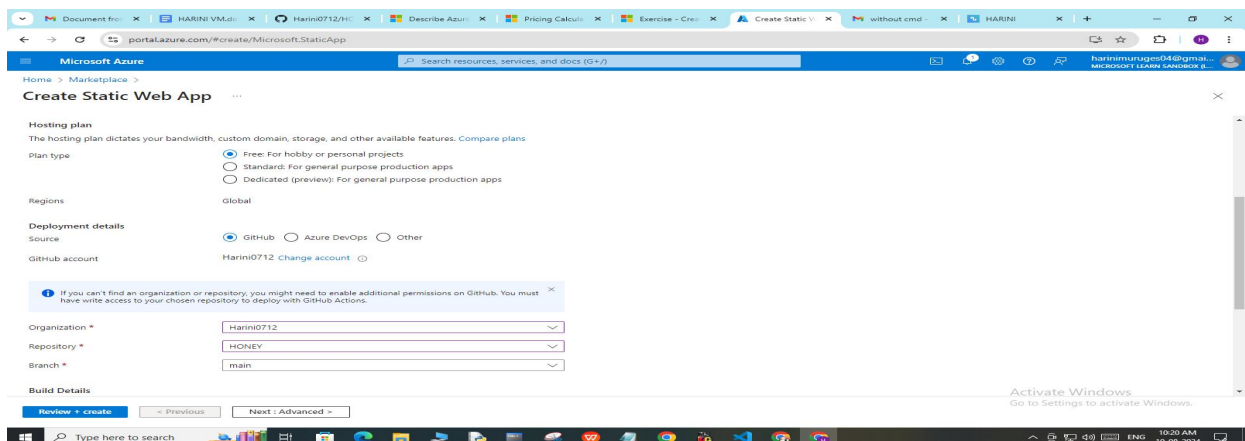 Document fro
HARINI VM.do
Harini0712/HO
Describe Azure
Pricing Calcula
Exercise - Crea
Create Static W
without cmd -
HARINI
portal.azure.com/#create/Microsoft.StaticApp
H
Microsoft Azure
Search resources, services, and docs (G+/)
1
harinimuruges04@gmai...
MICROSOFT LEARN SANDBOX (L...
Home > Marketplace >
Create Static Web App ...
Hosting plan
The hosting plan dictates your bandwidth, custom domain, storage, and other available features. Compare plans
Plan type
Free: For hobby or personal projects
Standard: For general purpose production apps
Dedicated (preview): For general purpose production apps
Regions Global
Deployment details
Source GitHub Azure DevOps Other
GitHub account Harini0712 Change account
If you can't find an organization or repository, you might need to enable additional permissions on GitHub. You must
have write access to your chosen repository to deploy with GitHub Actions.
Organization * Harini0712
Repository * HONEY
Branch * main
Build Details
Activate Windows
Go to Settings to activate Windows.
Review + create < Previous Next : Advanced >
Type here to search
ENG
10:20 AM